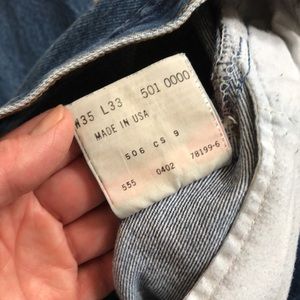 W35 L33 501 0000
MADE IN USA
506 CS 9
555 0402 78199-6